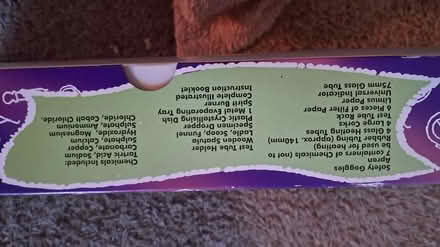 Safety Goggles
Apron
7 Containers of Chemicals (not to
be used for heating)
Rubber Tubing (approx. 140mm)
4 Glass Heating Tubes
4 Large Corks
Test Tube Rack
6 Pieces of Filter Paper
Litmus Paper
Universal Indicator
75mm Glass Tube
Test Tube Holder
Wooden Spatula
Ladle, Scoop, Funnel
Specimen Dropper
Plastic Crystallising Dish
1 Metal Evaporating Tray
Spirit Burner
Complete Illustrated
Instruction Booklet
Chemicals Included:
Tartaric Acid, Sodium
Carbonate, Copper
Sulphate, Calcium
Hydroxide, Magnesium
Sulphate, Ammonium
Chloride, Cobalt Chloride.